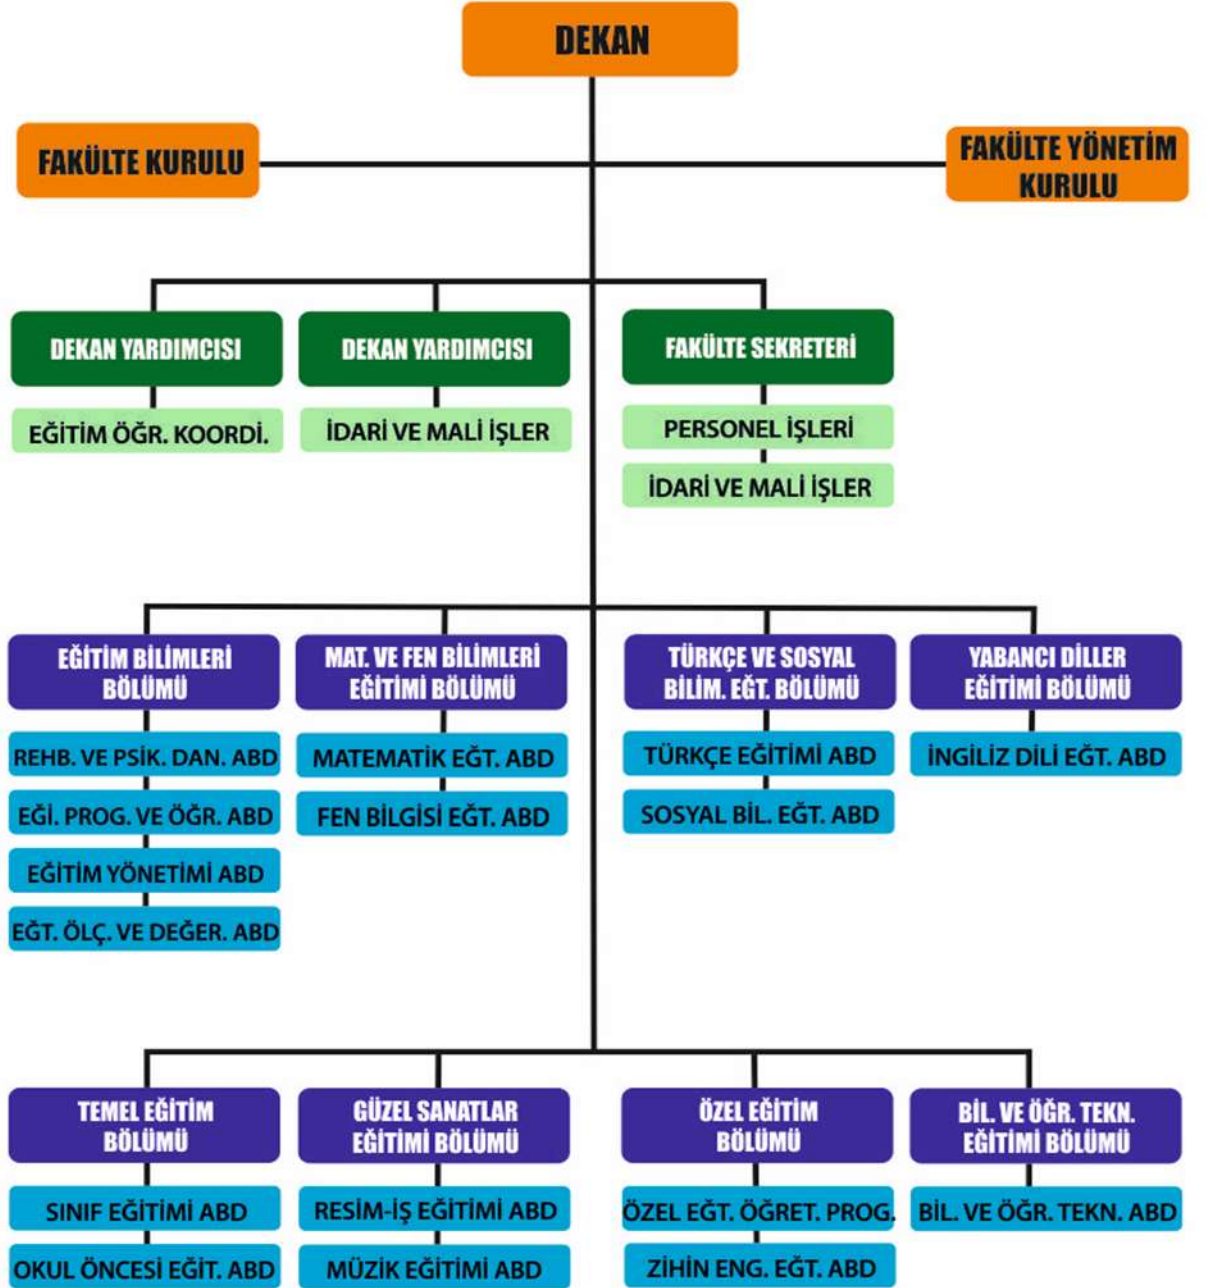 DEKAN
FAKÜLTE KURULU
FAKÜLTE YÖNETİM
KURULU
DEKAN YARDIMCISI
DEKAN YARDIMCISI
FAKÜLTE SEKRETERİ
EĞİTİM ÖĞR. KOORDİ.
İDARİ VE MALİ İŞLER
PERSONEL İŞLERİ
İDARİ VE MALİ İŞLER
EĞİTİM BİLİMLERİ
BÖLÜMÜ
MAT. VE FEN BİLİMLERİ
EĞİTİMİ BÖLÜMÜ
TÜRKÇE VE SOSYAL
BİLİM. EĞT. BÖLÜMÜ
YABANCI DİLLER
EĞİTİMİ BÖLÜMÜ
REHB. VE PSİK. DAN. ABD
MATEMATİK EĞT. ABD
TÜRKÇE EĞİTİMİ ABD
İNGİLİZ DİLİ EĞT. ABD
EĞİ. PROG. VE ÖĞR. ABD
FEN BİLGİSİ EĞT. ABD
SOSYAL BİL. EĞT. ABD
EĞİTİM YÖNETİMİ ABD
EĞT. ÖLÇ. VE DEĞER. ABD
TEMEL EĞİTİM
BÖLÜMÜ
GÜZEL SANATLAR
EĞİTİMİ BÖLÜMÜ
ÖZEL EĞİTİM
BÖLÜMÜ
BİL. VE ÖĞR. TEKN.
EĞİTİMİ BÖLÜMÜ
SINIF EĞİTİMİ ABD
RESİM-İŞ EĞİTİMİ ABD
ÖZEL EĞT. ÖĞRET. PROG.
BİL. VE ÖĞR. TEKN. ABD
OKUL ÖNCESİ EĞİT. ABD
MÜZİK EĞİTİMİ ABD
ZİHİN ENG. EĞT. ABD